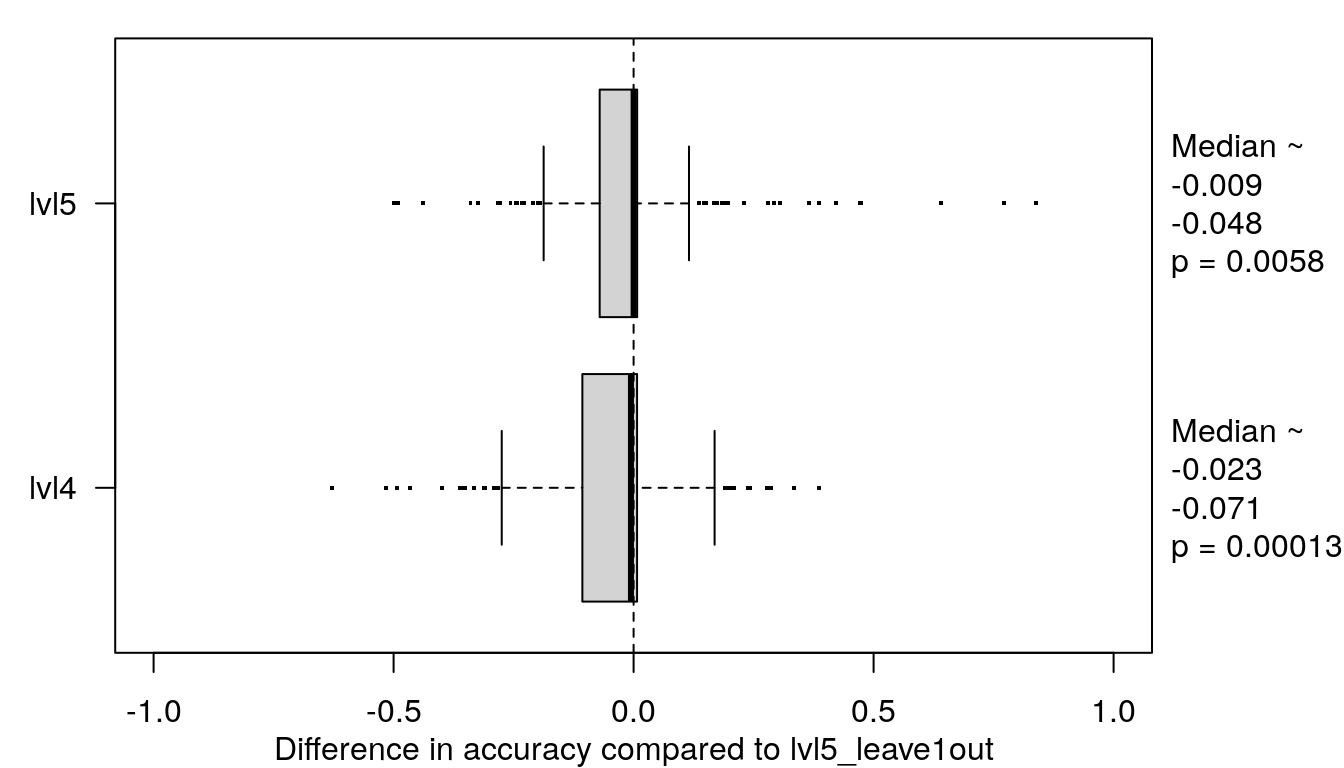 lvl5
Median ~
-0.009
-0.048
p = 0.0058
lvl4
Median ~
-0.023
-0.071
p = 0.00013
-1.0 -0.5 0.0 0.5 1.0
Difference in accuracy compared to lvl5_leave1out